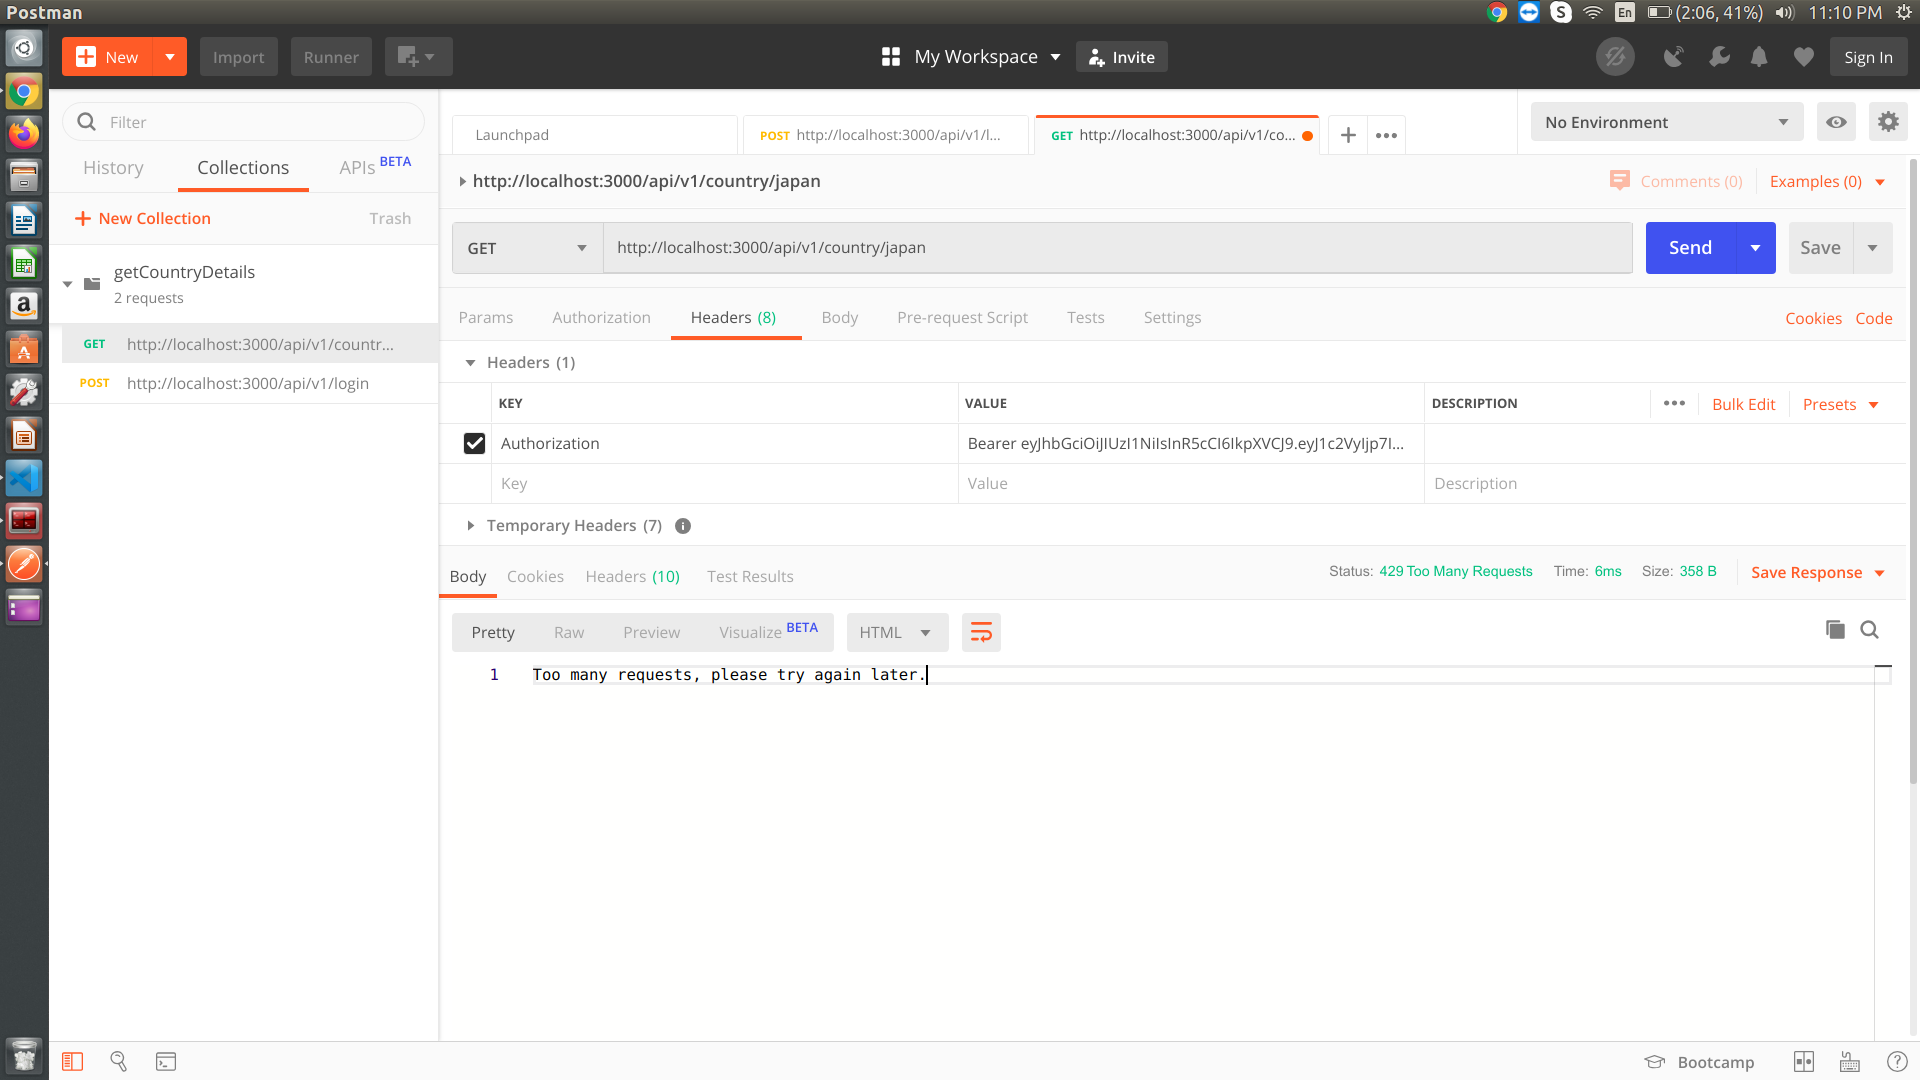 Postman
En (2:06, 41%) 11:10 PM
New Import Runner My Workspace Invite Sign In
Filter
History Collections APIs BETA
New Collection Trash
getCountryDetails
2 requests
GET http://localhost:3000/api/v1/countr...
POST http://localhost:3000/api/v1/login
Launchpad
POST http://localhost:3000/api/v1/l...
GET http://localhost:3000/api/v1/co...
No Environment
http://localhost:3000/api/v1/country/japan
Comments (0) Examples (0)
GET http://localhost:3000/api/v1/country/japan Send Save
Params Authorization Headers (8) Body Pre-request Script Tests Settings Cookies Code
Headers (1)
KEY VALUE DESCRIPTION ••• Bulk Edit Presets
Authorization Bearer eyJhbGciOiJIUzI1NiIsInR5cCI6IkpXVCJ9.eyJ1c2VyIjp7I...
Key Value Description
Temporary Headers (7)
Body Cookies Headers (10) Test Results Status: 429 Too Many Requests Time: 6ms Size: 358 B Save Response
Pretty Raw Preview Visualize BETA HTML
1 Too many requests, please try again later.
Bootcamp